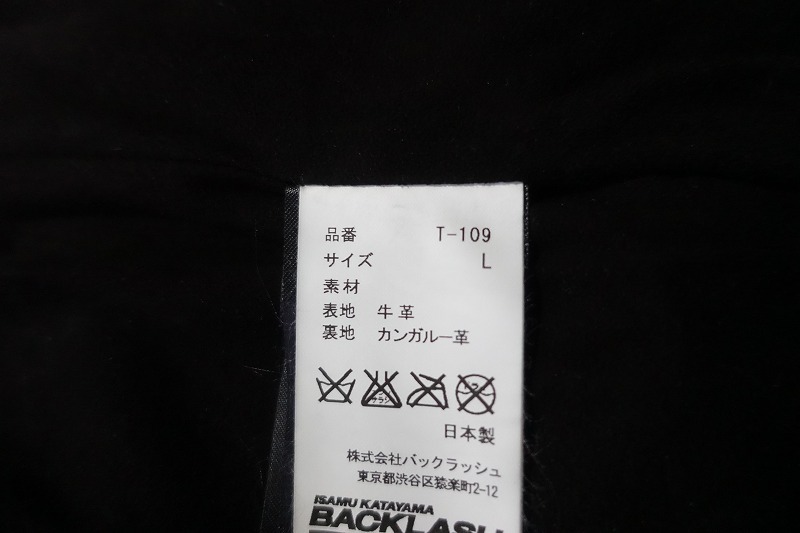 品番 T-109
サイズ L
素材
表地 牛革
裏地 カンガルー革
日本製
株式会社バックラッシュ
東京都渋谷区猿楽町2-12
ISAMU KATAYAMA
BACKLASH